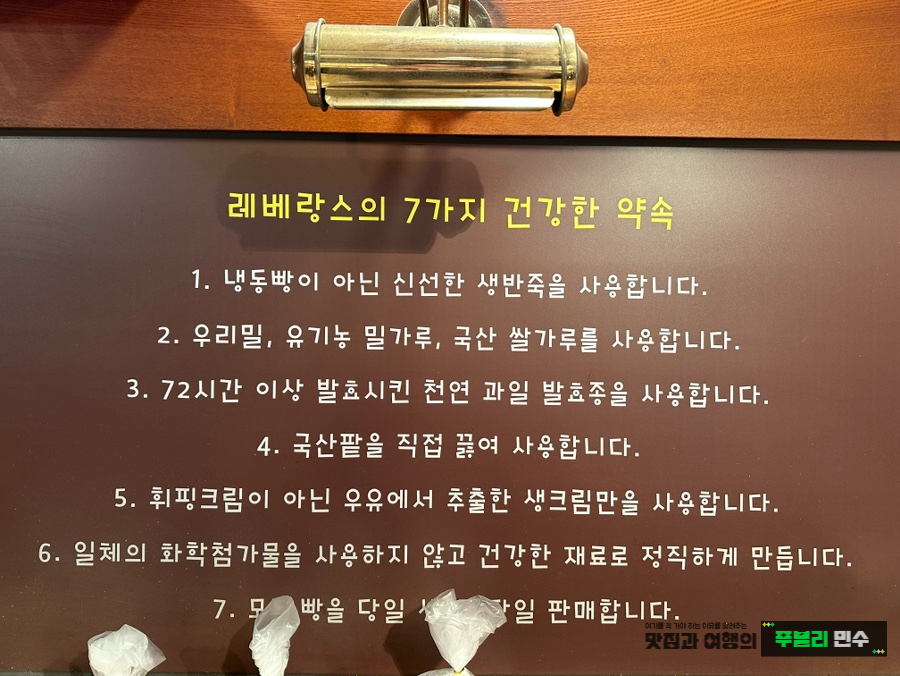 레베랑스의 7가지 건강한 약속
1. 냉동빵이 아닌 신선한 생반죽을 사용합니다.
2. 우리밀, 유기농 밀가루, 국산 쌀가루를 사용합니다.
3. 72시간 이상 발효시킨 천연 과일 발효종을 사용합니다.
4. 국산팥을 직접 끓여 사용합니다.
5. 휘핑크림이 아닌 우유에서 추출한 생크림만을 사용합니다.
6. 일체의 화학첨가물을 사용하지 않고 건강한 재료로 정직하게 만듭니다.
7. 빵을 당일 당일 판매합니다.
맛집과 여행의 푸블리 민수